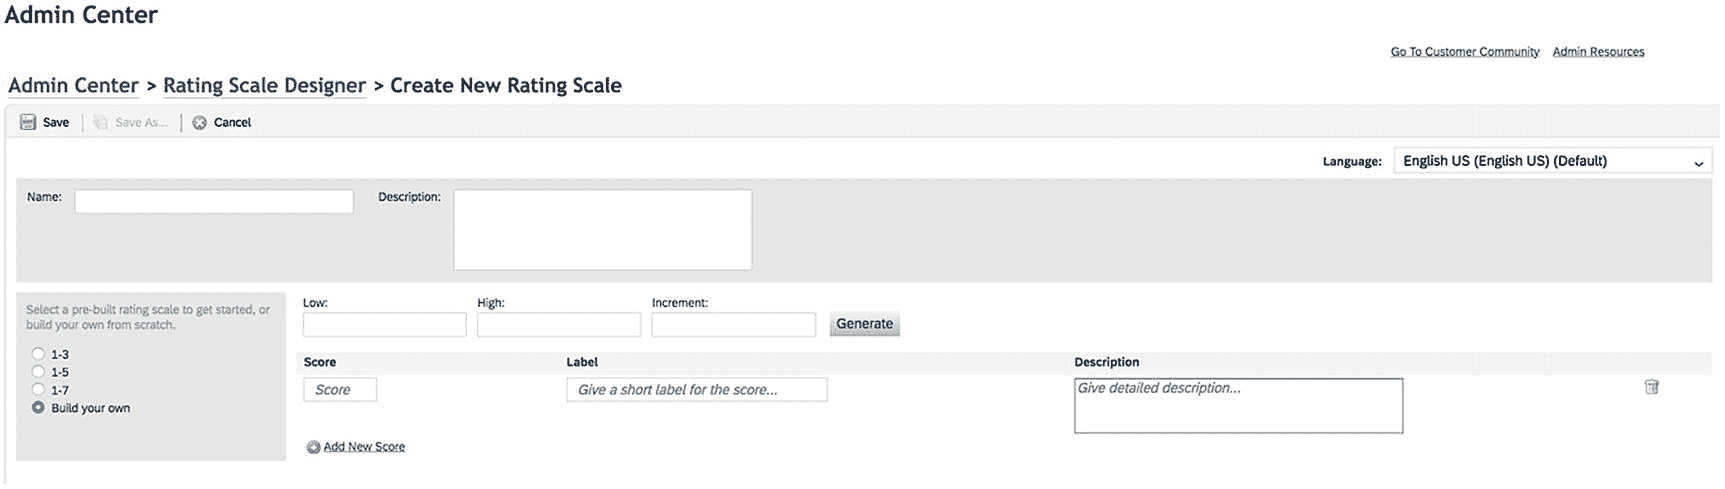 Admin Center
Go To Customer Community Admin Resources
Admin Center > Rating Scale Designer > Create New Rating Scale
Save Save As... Cancel
Language: English US (English US) (Default)
Name: Description:
Select a pre-built rating scale to get started, or
build your own from scratch.
1-3
1-5
1-7
Build your own
Low: High: Increment:
Generate
Score Label Description
Score Give a short label for the score... Give detailed description...
Add New Score